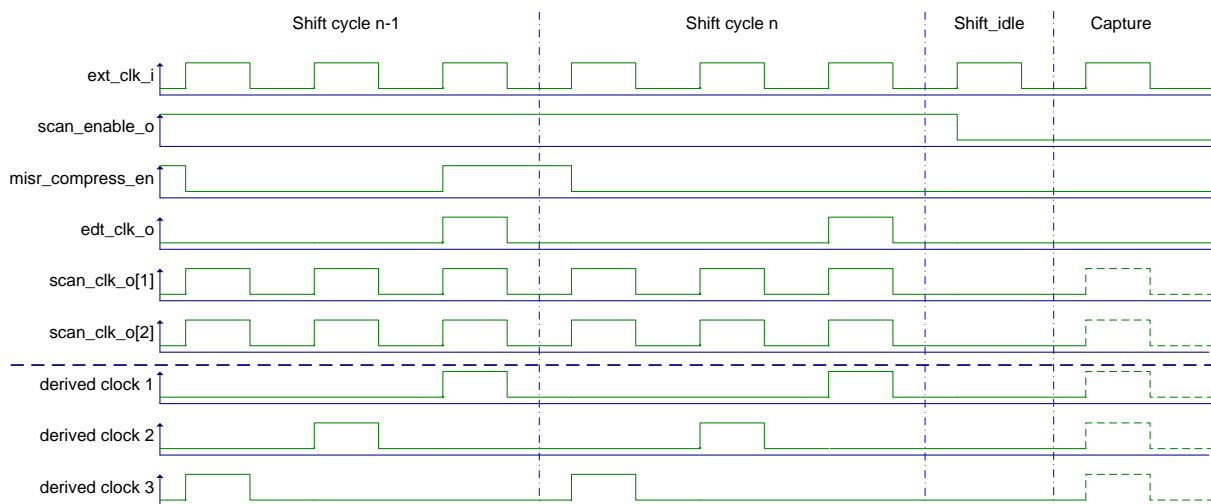 Shift cycle n-1
Shift cycle n
Shift_idle
Capture
ext_clk_i
scan_enable_o
misr_compress_en
edt_clk_o
scan_clk_o[1]
scan_clk_o[2]
derived clock 1
derived clock 2
derived clock 3